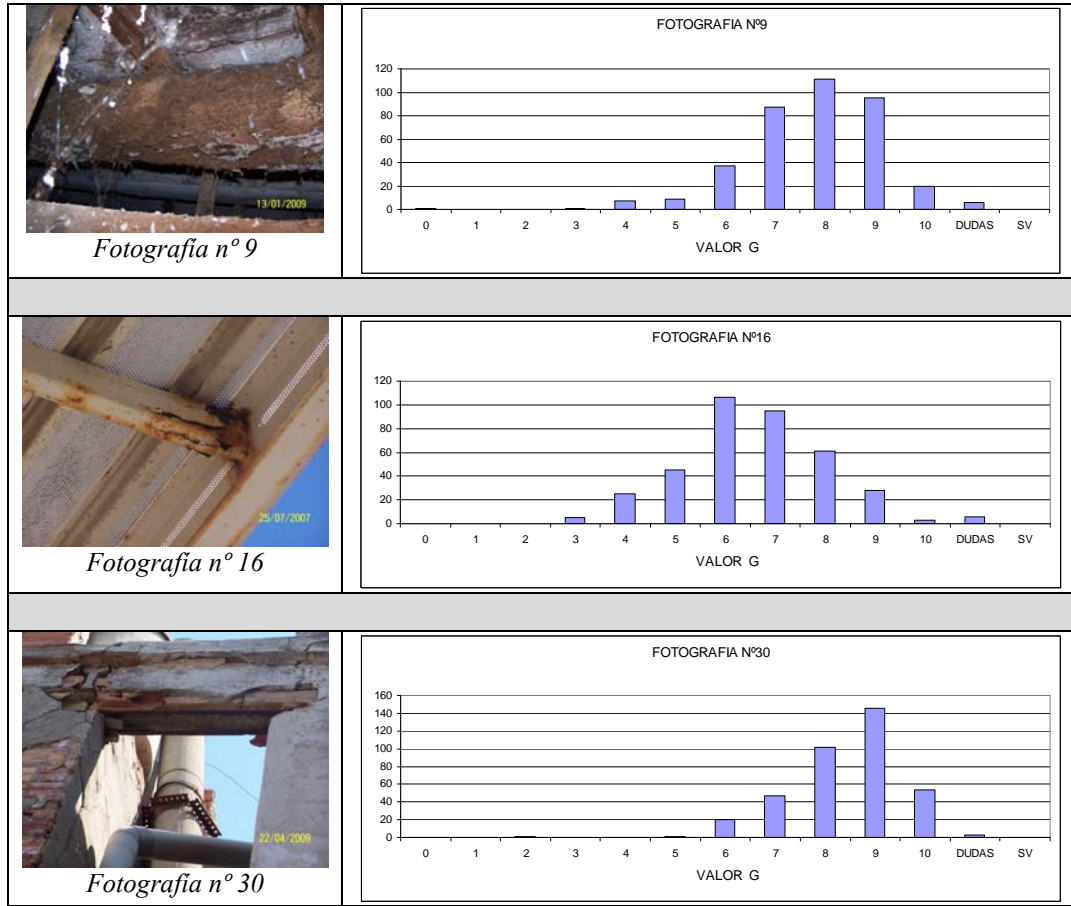 FOTOGRAFIA Nº9
120
100
80
60
40
20
0
0 1 2 3 4 5 6 7 8 9 10 DUDAS SV
VALOR G
13/01/2009
Fotografía nº 9
FOTOGRAFIA Nº16
120
100
80
60
40
20
0
0 1 2 3 4 5 6 7 8 9 10 DUDAS SV
VALOR G
25/07/2007
Fotografía nº 16
FOTOGRAFIA Nº30
160
140
120
100
80
60
40
20
0
0 1 2 3 4 5 6 7 8 9 10 DUDAS SV
VALOR G
22/04/2009
Fotografía nº 30